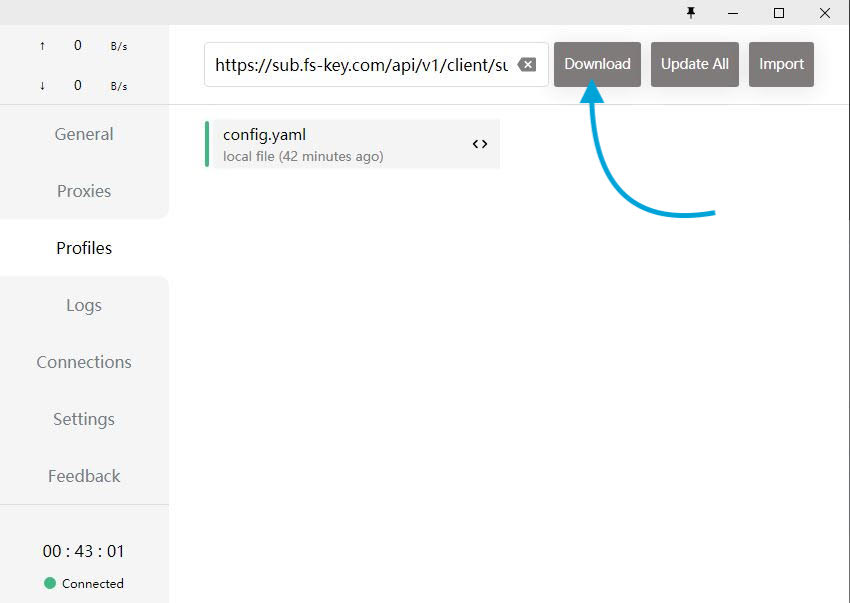 ↑ 0 B/s
↓ 0 B/s
General
Proxies
Profiles
Logs
Connections
Settings
Feedback
00 : 43 : 01
Connected
https://sub.fs-key.com/api/v1/client/su
Download
Update All
Import
config.yaml
local file (42 minutes ago)